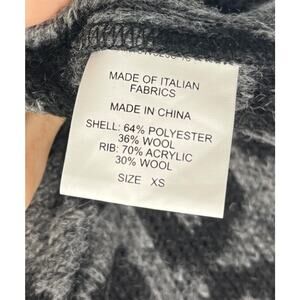 MADE OF ITALIAN
FABRICS
MADE IN CHINA
SHELL: 64% POLYESTER
36% WOOL
RIB: 70% ACRYLIC
30% WOOL
SIZE XS